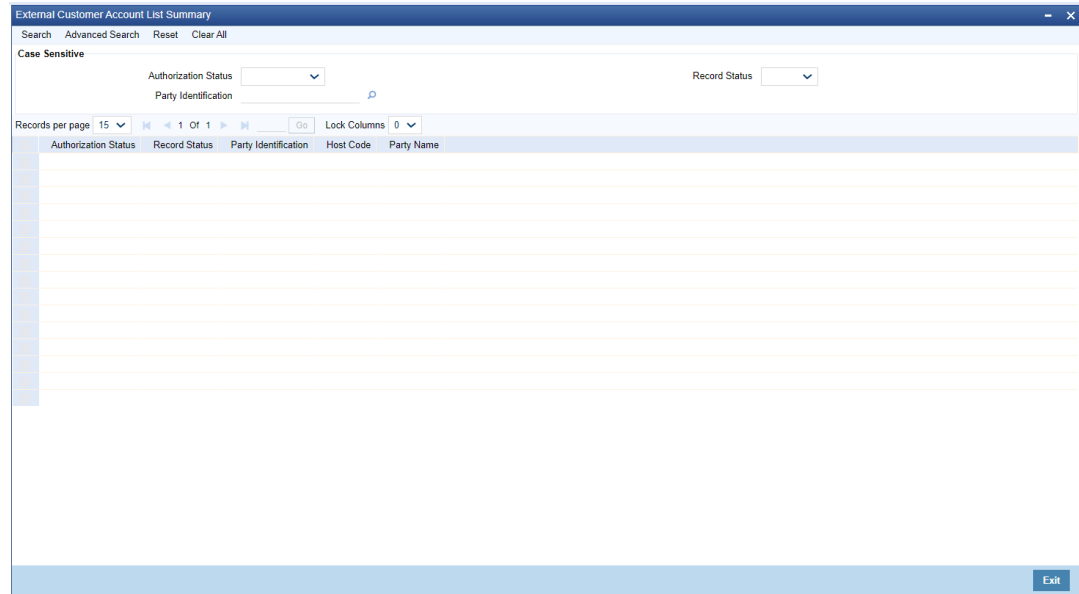 External Customer Account List Summary
Search Advanced Search Reset Clear All
Case Sensitive
Authorization Status Record Status
Party Identification
Records per page 15 1 Of 1 Go Lock Columns 0
Authorization Status Record Status Party Identification Host Code Party Name
Exit